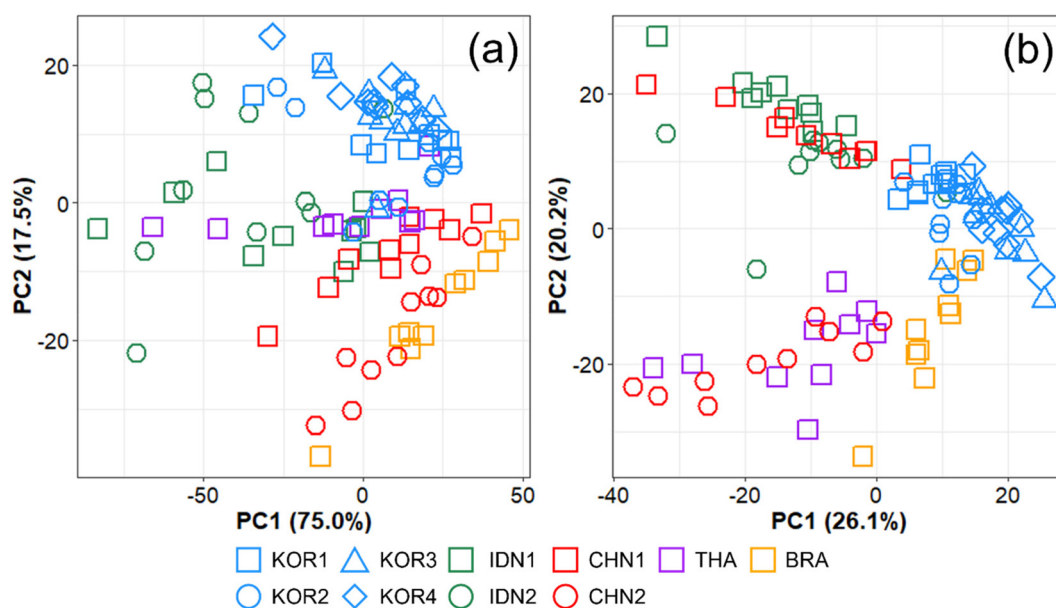 (a)
(b)
PC2 (17.5%)
20
0
-20
-50
0
50
PC1 (75.0%)
PC2 (20.2%)
20
0
-20
-40
-20
0
20
PC1 (26.1%)
KOR1 KOR3 IDN1 CHN1 THA BRA
KOR2 KOR4 IDN2 CHN2